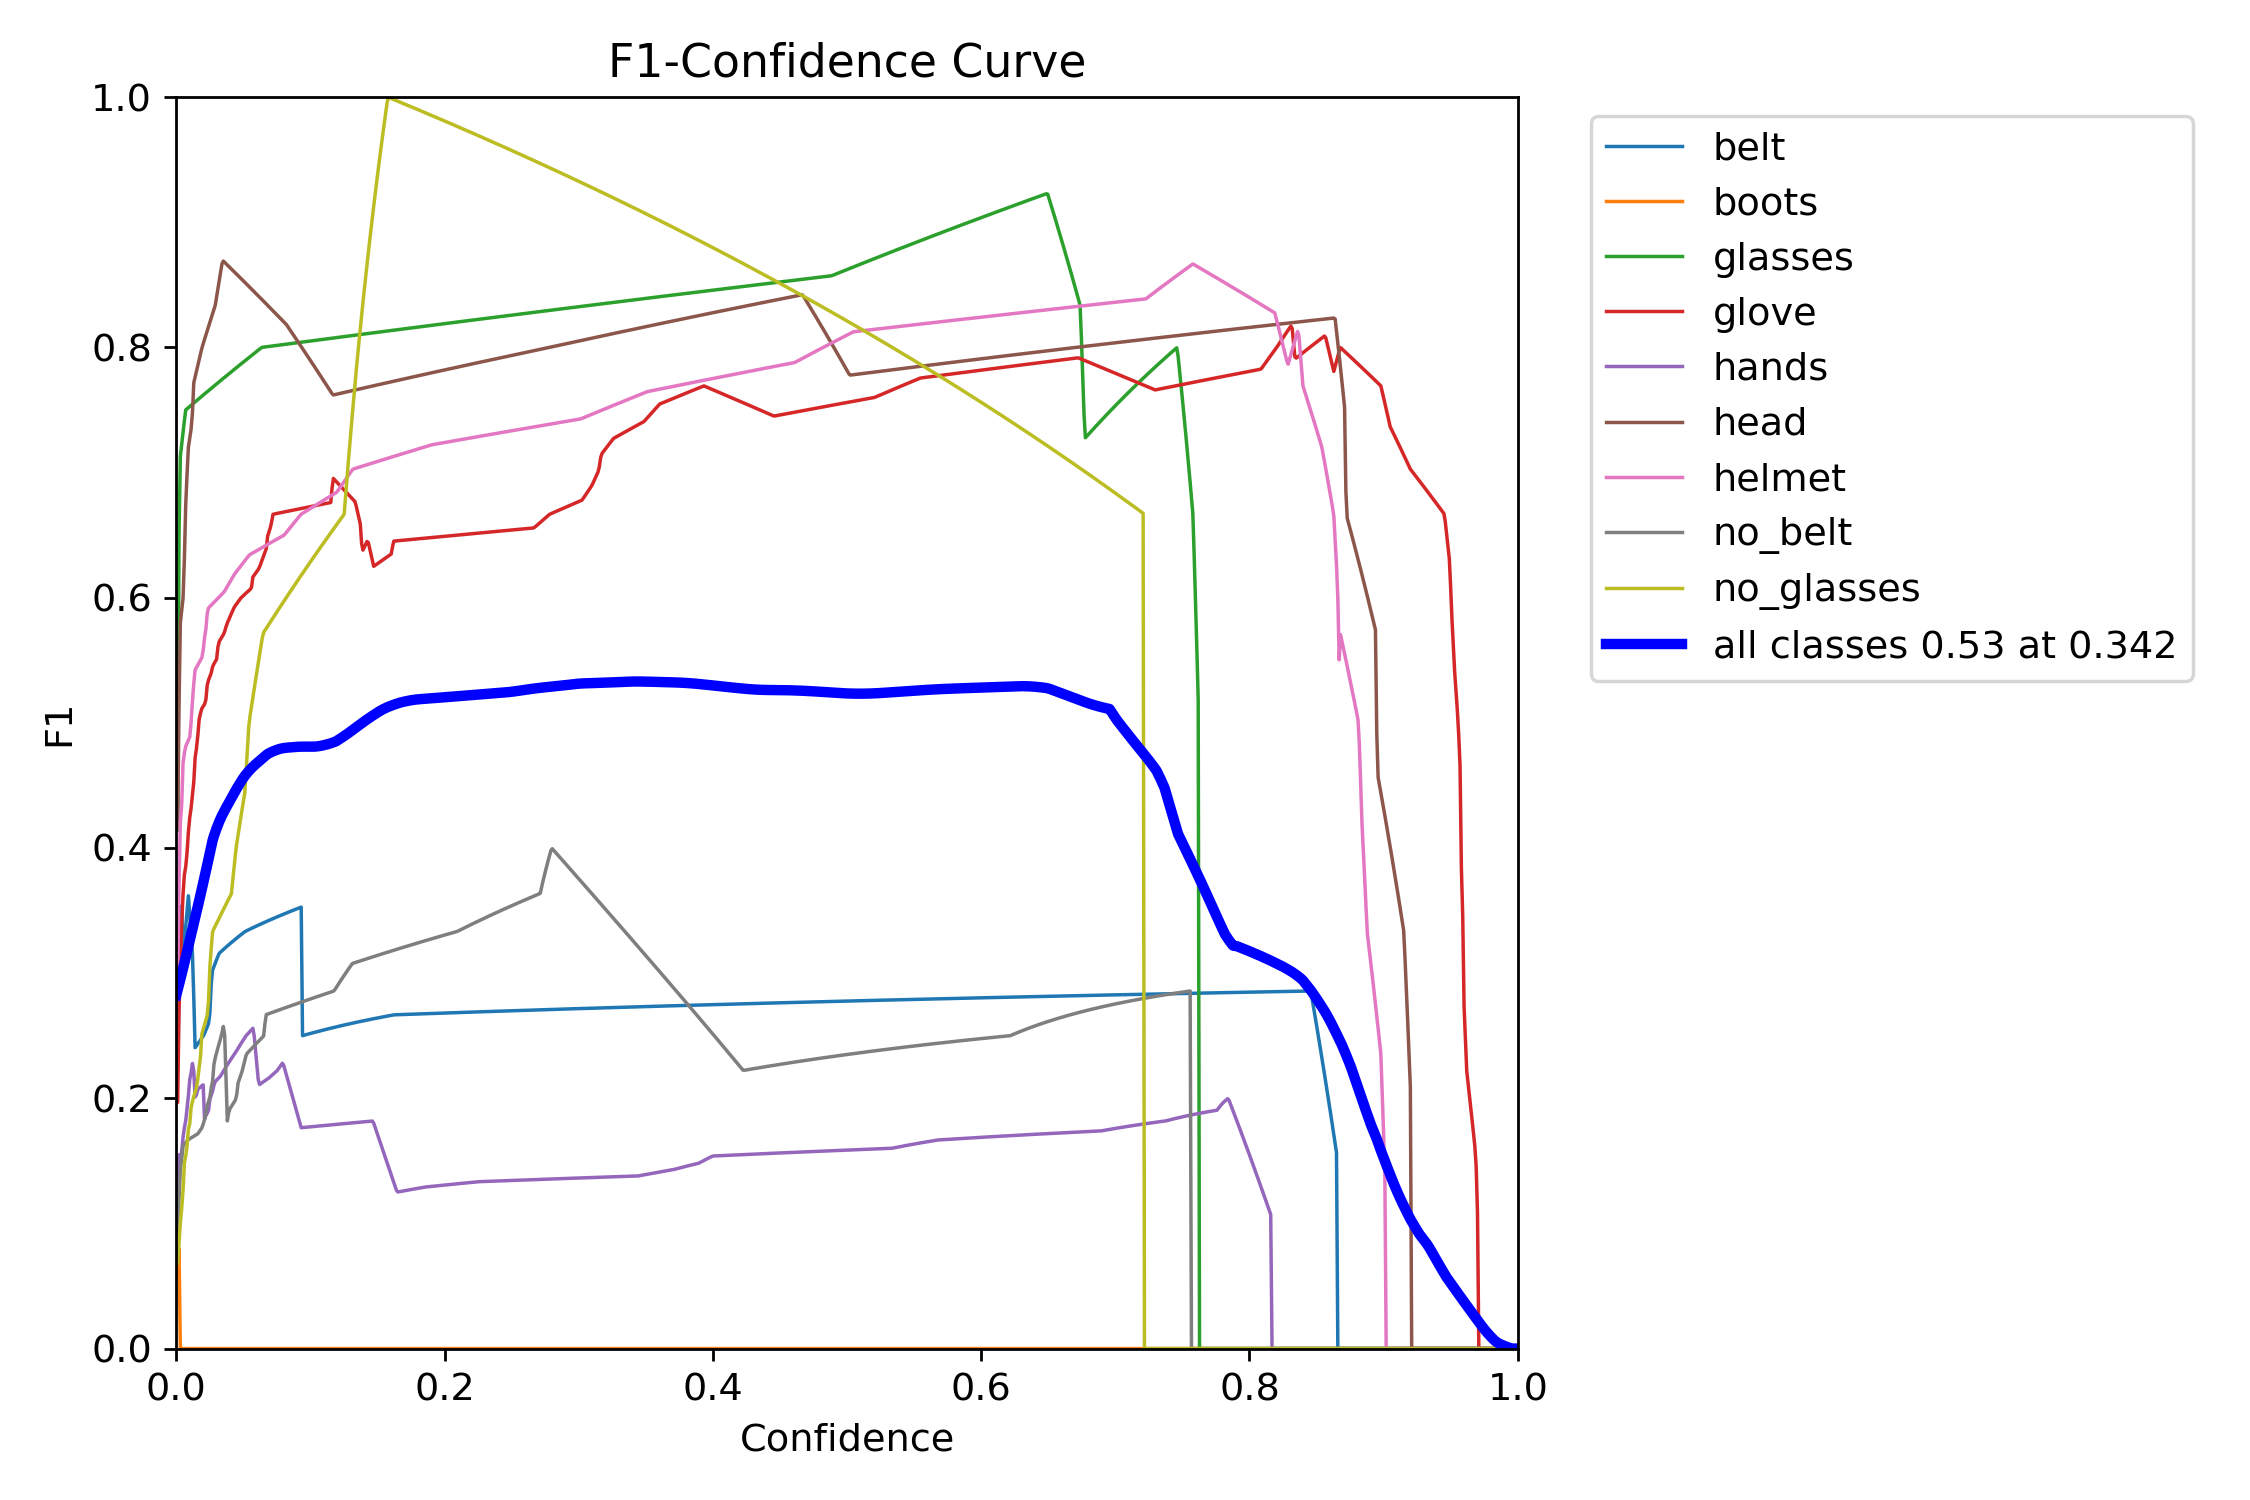 F1-Confidence Curve
1.0
0.8
0.6
0.4
0.2
0.0
F1
0.0 0.2 0.4 0.6 0.8 1.0
Confidence
belt
boots
glasses
glove
hands
head
helmet
no_belt
no_glasses
all classes 0.53 at 0.342